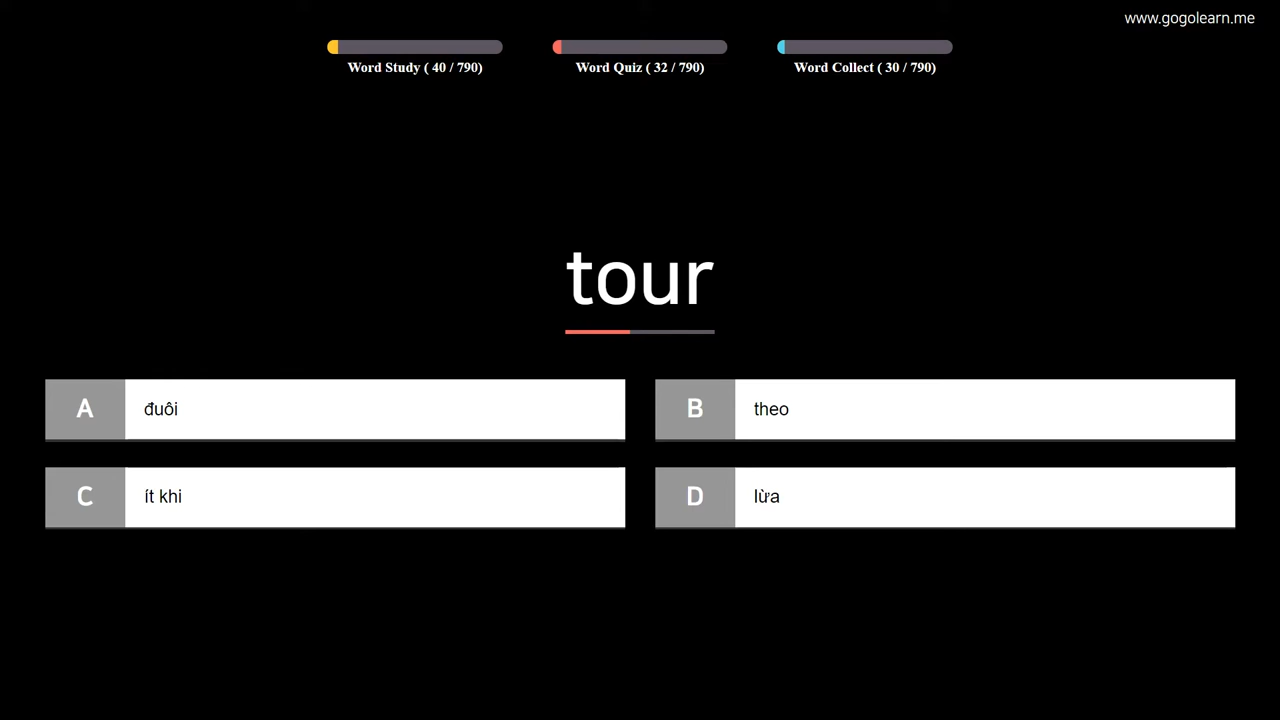 www.gogolearn.me
Word Study ( 40 / 790)
Word Quiz ( 32 / 790)
Word Collect ( 30 / 790)
tour
A đuôi
B theo
C ít khi
D lừa